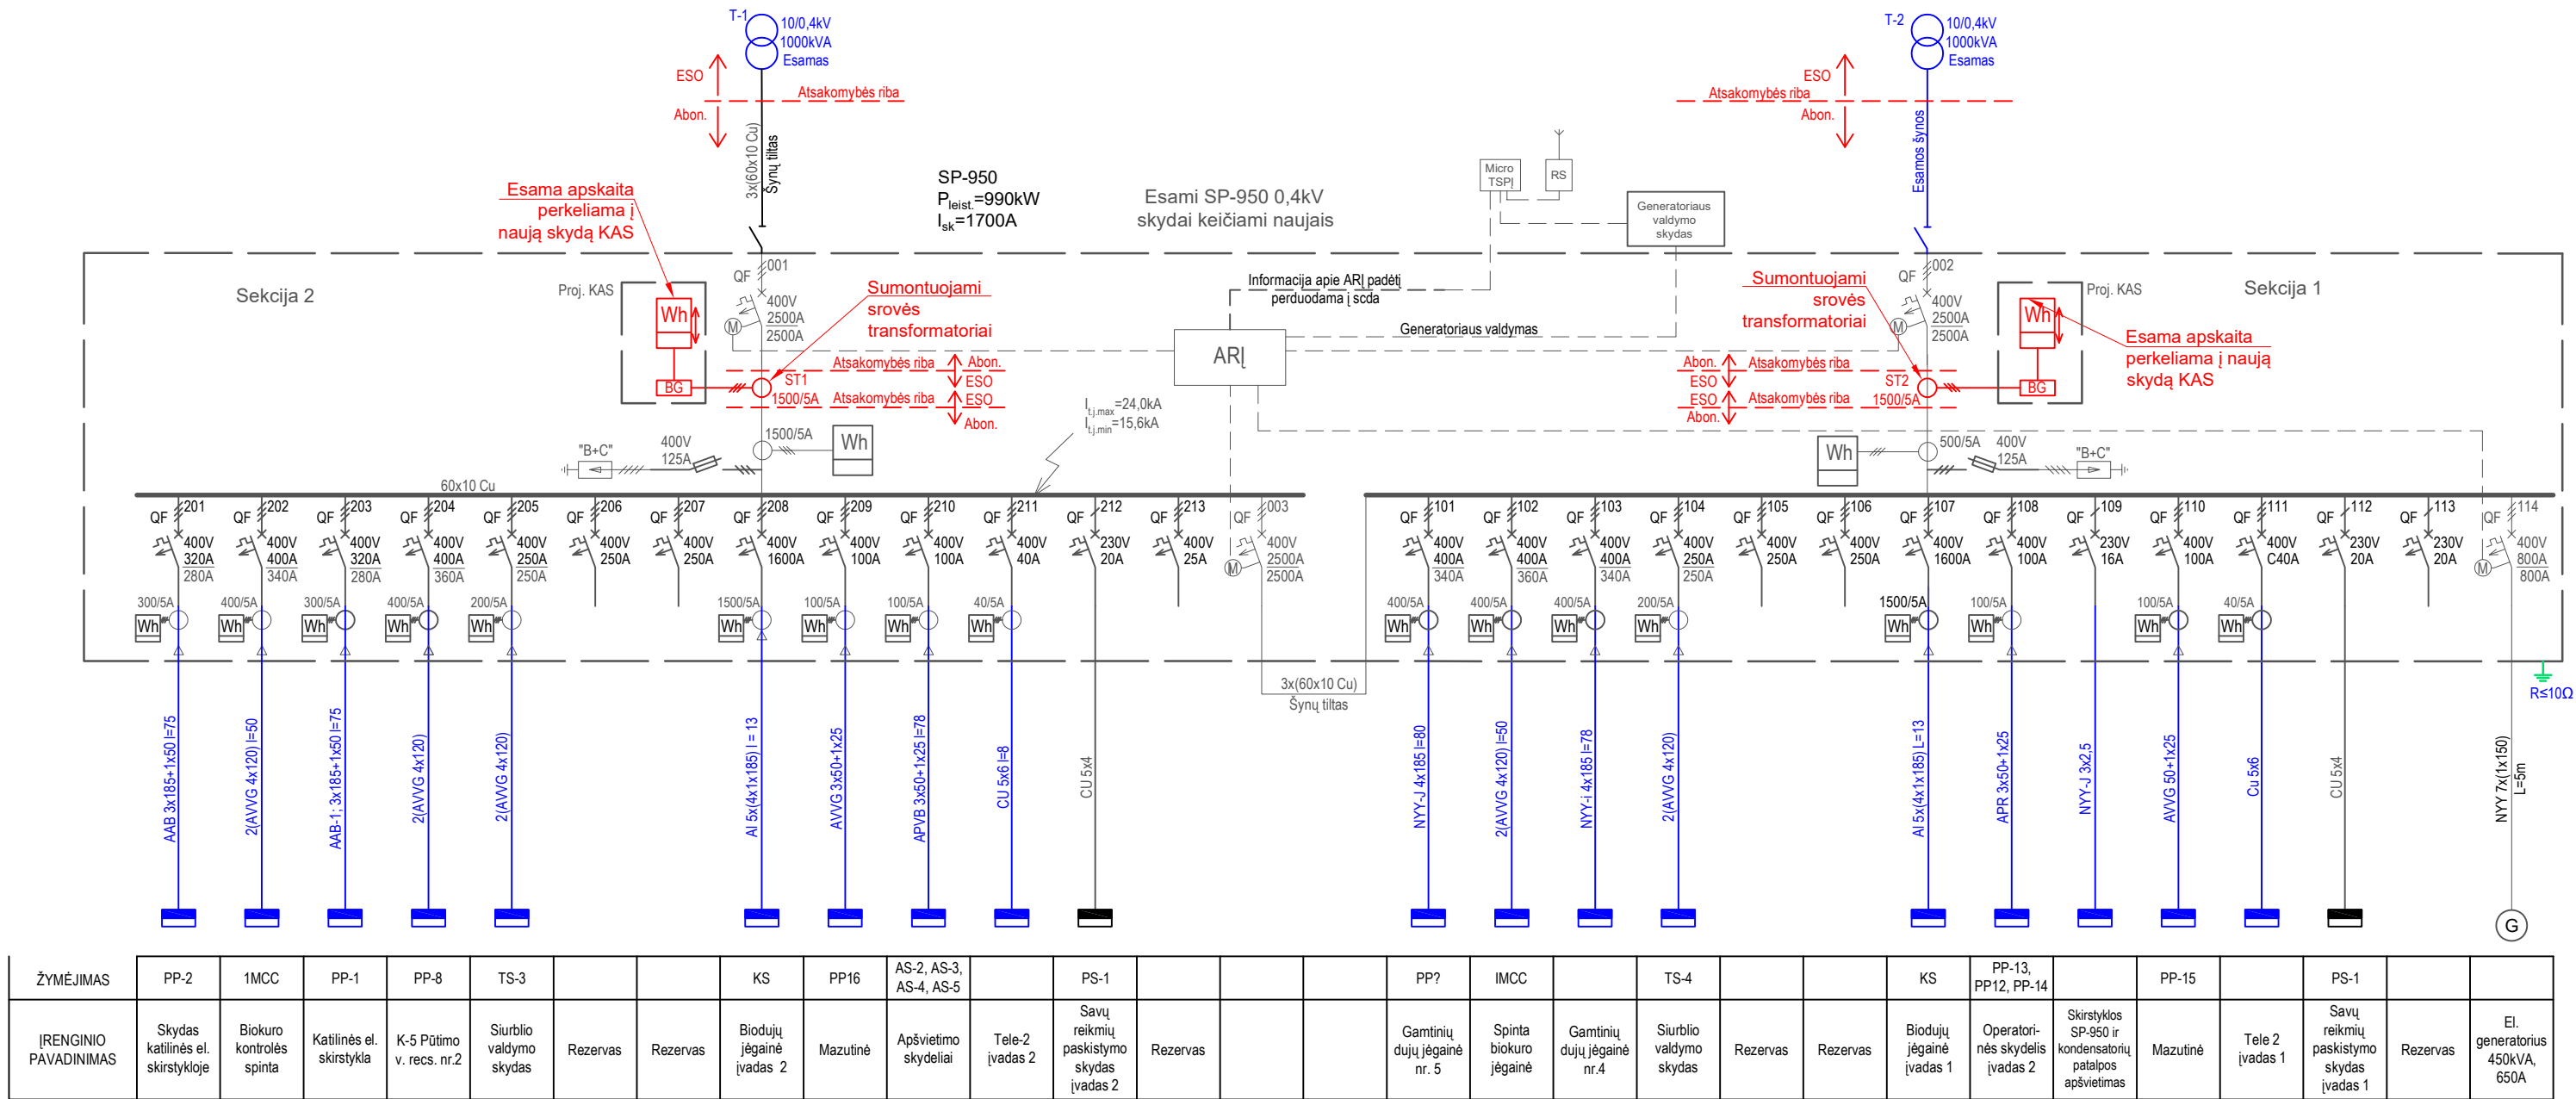 T-1
10/0,4kV
1000kVA
Esamas
ESO
Atsakomybės riba
Abon.
3x(60x10 Cu)
Šynų tiltas
T-2
10/0,4kV
1000kVA
Esamas
ESO
Atsakomybės riba
Abon.
Esamos šynos
SP-950
Pleist.=990kW
Isk=1700A
Esami SP-950 0,4kV
skydai keičiami naujais
Micro
TSPĮ
RS
Generatoriaus
valdymo
skydas
Esama apskaita
perkeliama į
naują skydą KAS
Sekcija 2
Proj. KAS
Wh
BG
QF
001
400V
2500A
2500A
M
Sumontuojami
srovės
transformatoriai
Atsakomybės riba
Abon.
ESO
ST1
1500/5A
Atsakomybės riba
ESO
Abon.
Informacija apie ARĮ padėtį
perduodama į scda
Generatoriaus valdymas
ARĮ
It.j.max=24,0kA
It.j.min=15,6kA
Sumontuojami
srovės
transformatoriai
QF
002
400V
2500A
2500A
M
Proj. KAS
Wh
BG
Sekcija 1
Esama apskaita
perkeliama į naują
skydą KAS
Abon.
Atsakomybės riba
ESO
ST2
1500/5A
ESO
Atsakomybės riba
Abon.
1500/5A
Wh
400V
125A
"B+C"
Wh
500/5A
400V
125A
"B+C"
60x10 Cu
QF 201 400V 320A 280A
QF 202 400V 400A 340A
QF 203 400V 320A 280A
QF 204 400V 400A 360A
QF 205 400V 250A 250A
QF 206 400V 250A
QF 207 400V 250A
QF 208 400V 1600A
QF 209 400V 100A
QF 210 400V 100A
QF 211 400V 40A
QF 212 230V 20A
QF 213 400V 25A
QF 003 400V 2500A 2500A M
QF 101 400V 400A 340A
QF 102 400V 400A 360A
QF 103 400V 400A 340A
QF 104 400V 250A 250A
QF 105 400V 250A
QF 106 400V 250A
QF 107 400V 1600A
QF 108 400V 100A
QF 109 230V 16A
QF 110 400V 100A
QF 111 400V C40A
QF 112 230V 20A
QF 113 230V 20A
QF 114 400V 800A 800A M
300/5A Wh
400/5A Wh
300/5A Wh
400/5A Wh
200/5A Wh
1500/5A Wh
100/5A Wh
100/5A Wh
40/5A Wh
400/5A Wh
400/5A Wh
400/5A Wh
200/5A Wh
1500/5A Wh
100/5A Wh
100/5A Wh
40/5A Wh
3x(60x10 Cu)
Šynų tiltas
R≤10Ω
AAB 3x185+1x50 l=75
2(AVVG 4x120) l=50
AAB-1; 3x185+1x50 l=75
2(AVVG 4x120)
2(AVVG 4x120)
Al 5x(4x1x185) l = 13
AVVG 3x50+1x25
APVB 3x50+1x25 l=78
CU 5x6 l=8
CU 5x4
NYY-J 4x185 l=80
2(AVVG 4x120) l=50
NYY-i 4x185 l=78
2(AVVG 4x120)
Al 5x(4x1x185) L=13
APR 3x50+1x25
NYY-J 3x2,5
AVVG 50+1x25
Cu 5x6
CU 5x4
NYY 7x(1x150)
L=5m
G
ŽYMĖJIMAS
PP-2
1MCC
PP-1
PP-8
TS-3
KS
PP16
AS-2, AS-3,
AS-4, AS-5
PS-1
PP?
IMCC
TS-4
KS
PP-13,
PP12, PP-14
PP-15
PS-1
ĮRENGINIO
PAVADINIMAS
Skydas
katilinės el.
skirstykloje
Biokuro
kontrolės
spinta
Katilinės el.
skirstykla
K-5 Pūtimo
v. recs. nr.2
Siurblio
valdymo
skydas
Rezervas
Rezervas
Biodujų
jėgainė
įvadas 2
Mazutinė
Apšvietimo
skydeliai
Tele-2
įvadas 2
Savų
reikmių
paskistymo
skydas
įvadas 2
Rezervas
Gamtinių
dujų jėgainė
nr. 5
Spinta
biokuro
jėgainė
Gamtinių
dujų jėgainė
nr.4
Siurblio
valdymo
skydas
Rezervas
Rezervas
Biodujų
jėgainė
įvadas 1
Operatori-
nės skydelis
įvadas 2
Skirstyklos
SP-950 ir
kondensatorių
patalpos
apšvietimas
Mazutinė
Tele 2
įvadas 1
Savų
reikmių
paskistymo
skydas
įvadas 1
Rezervas
El.
generatorius
450kVA,
650A